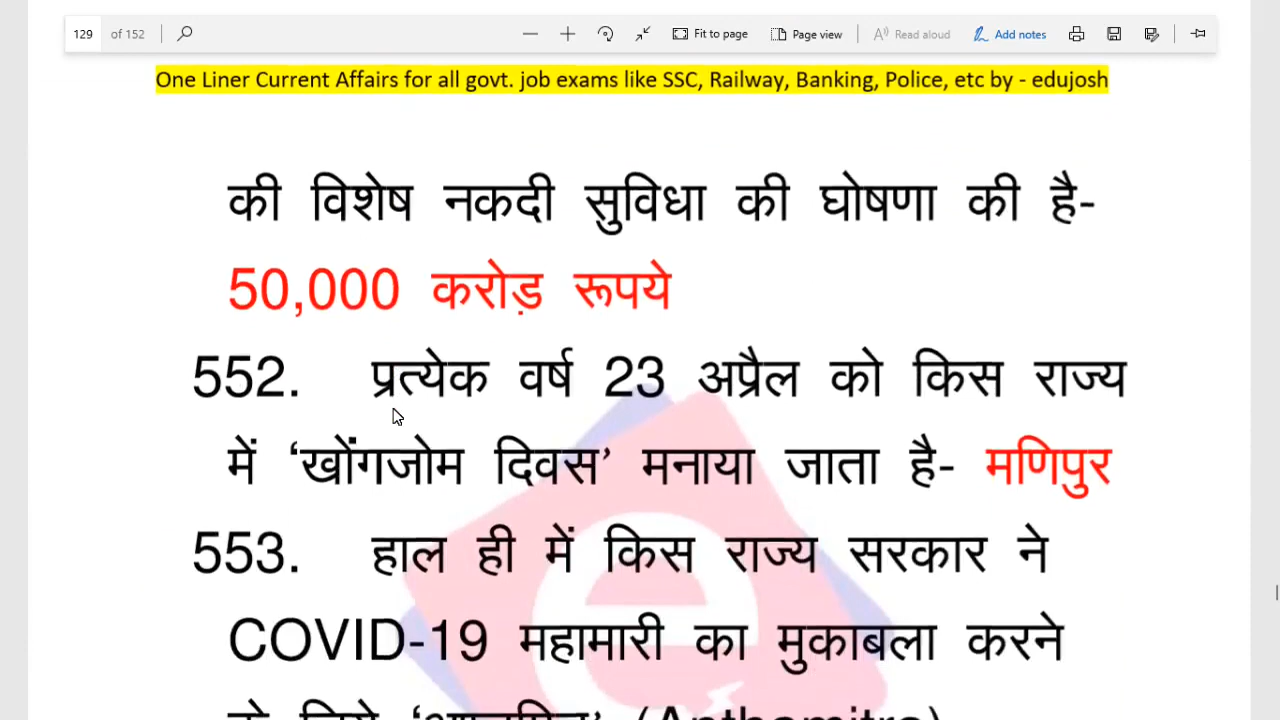 129 of 152 Fit to page Page view Read aloud Add notes
One Liner Current Affairs for all govt. job exams like SSC, Railway, Banking, Police, etc by - edujosh
की विशेष नकदी सुविधा की घोषणा की है-
50,000 करोड़ रूपये
552. प्रत्येक वर्ष 23 अप्रैल को किस राज्य
में ‘खोंगजोम दिवस’ मनाया जाता है- मणिपुर
553. हाल ही में किस राज्य सरकार ने
COVID-19 महामारी का मुकाबला करने